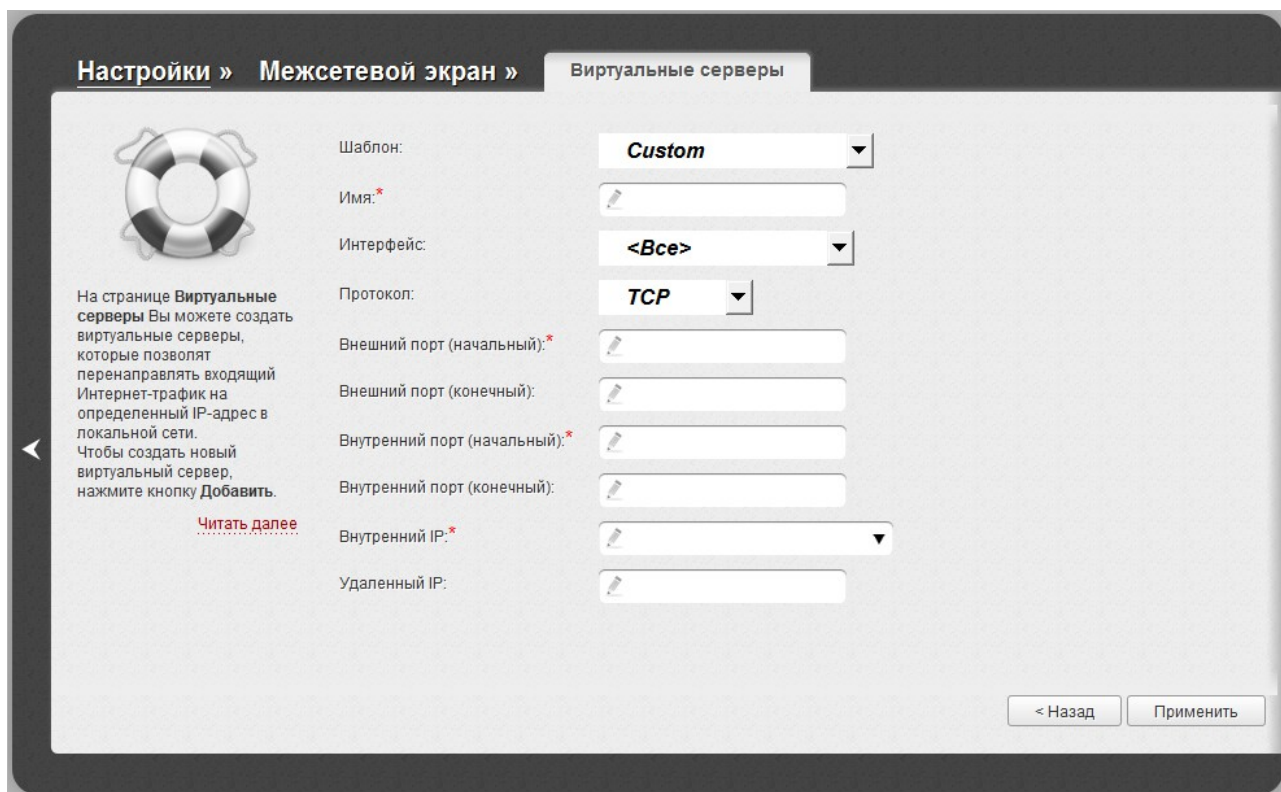 Настройки » Межсетевой экран » Виртуальные серверы
На странице Виртуальные
серверы Вы можете создать
виртуальные серверы,
которые позволят
перенаправлять входящий
Интернет-трафик на
определенный IP-адрес в
локальной сети.
Чтобы создать новый
виртуальный сервер,
нажмите кнопку Добавить.
Читать далее
Шаблон: Custom
Имя:*
Интерфейс: <Все>
Протокол: TCP
Внешний порт (начальный):*
Внешний порт (конечный):
Внутренний порт (начальный):*
Внутренний порт (конечный):
Внутренний IP:*
Удаленный IP:
< Назад Применить